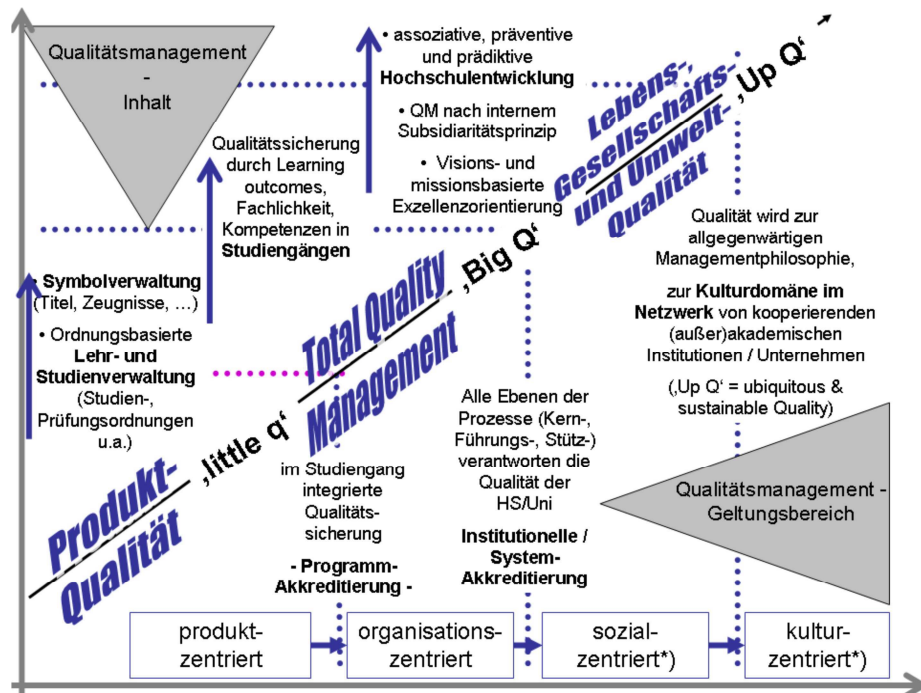 Qualitätsmanagement
-
Inhalt
• assoziative, präventive
und prädiktive
Hochschulentwicklung
• QM nach internem
Subsidiaritätsprinzip
• Visions- und
missionsbasierte
Exzellenzorientierung
Lebens-,
Gesellschafts-
und Umwelt-
Qualität
‚Up Q‘
Qualitätssicherung
durch Learning
outcomes,
Fachlichkeit,
Kompetenzen in
Studiengängen
Qualität wird zur
allgegenwärtigen
Managementphilosophie,
zur Kulturdomäne im
Netzwerk von kooperierenden
(außer)akademischen
Institutionen / Unternehmen
(‚Up Q‘ = ubiquitous &
sustainable Quality)
• Symbolverwaltung
(Titel, Zeugnisse, …)
• Ordnungsbasierte
Lehr- und
Studienverwaltung
(Studien-,
Prüfungsordnungen
u.a.)
Total Quality
Management
‚Big Q‘
Alle Ebenen der
Prozesse (Kern-,
Führungs-, Stütz-)
verantworten die
Qualität der
HS/Uni
Institutionelle /
System-
Akkreditierung
Produkt-
Qualität
‚little q‘
im Studiengang
integrierte
Qualitäts-
sicherung
- Programm-
Akkreditierung -
Qualitätsmanagement -
Geltungsbereich
produkt-
zentriert
organisations-
zentriert
sozial-
zentriert*)
kultur-
zentriert*)